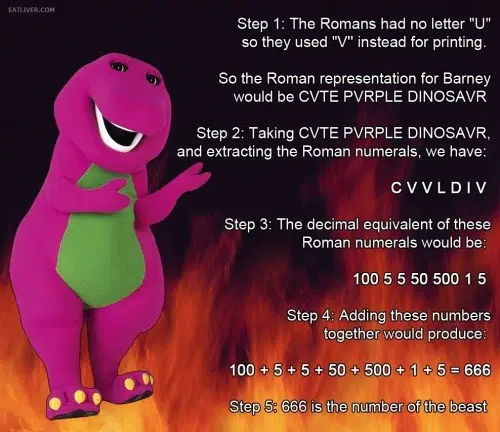 EATLIVER.COM
Step 1: The Romans had no letter "U"
so they used "V" instead for printing.
So the Roman representation for Barney
would be CVTE PVRPLE DINOSAVR
Step 2: Taking CVTE PVRPLE DINOSAVR,
and extracting the Roman numerals, we have:
C V V L D I V
Step 3: The decimal equivalent of these
Roman numerals would be:
100 5 5 50 500 1 5
Step 4: Adding these numbers
together would produce:
100 + 5 + 5 + 50 + 500 + 1 + 5 = 666
Step 5: 666 is the number of the beast